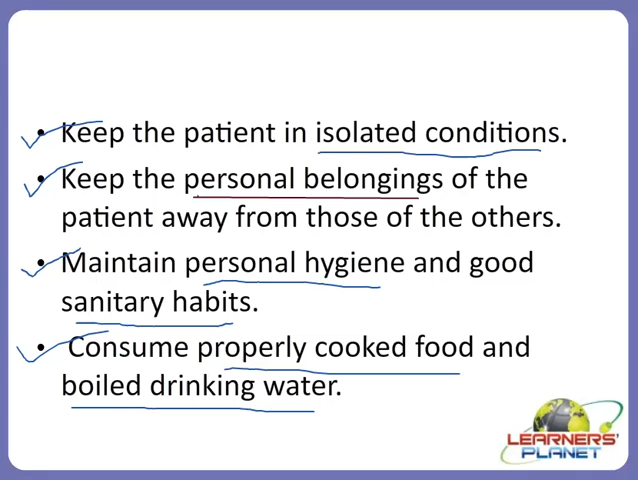 • Keep the patient in isolated conditions.
• Keep the personal belongings of the
patient away from those of the others.
• Maintain personal hygiene and good
sanitary habits.
• Consume properly cooked food and
boiled drinking water.
LEARNERS'
PLANET